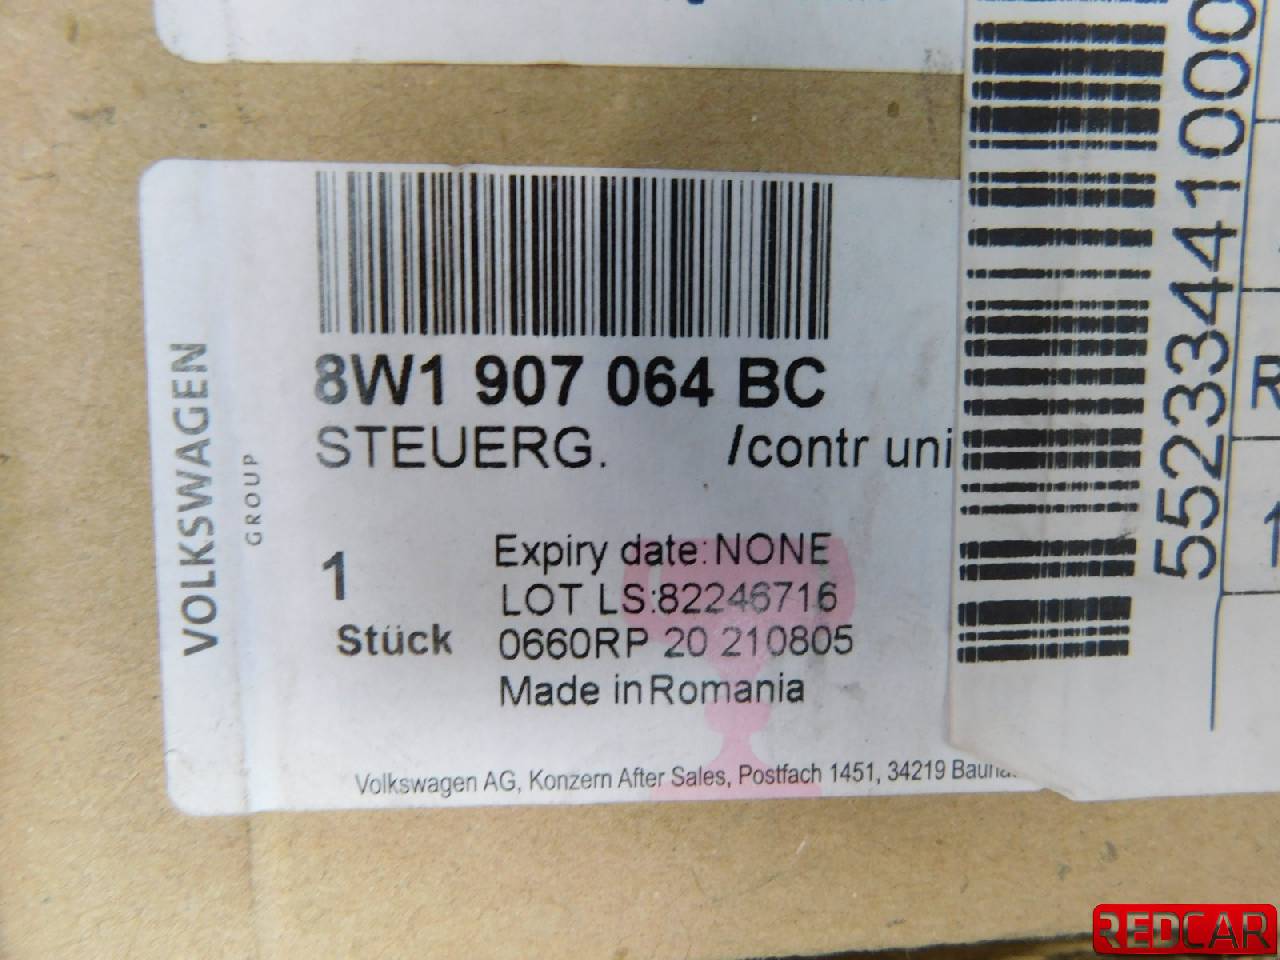 VOLKSWAGEN
GROUP
8W1 907 064 BC
STEUERG. /contr uni
1
Stück
Expiry date:NONE
LOT LS:82246716
0660RP 20 210805
Made in Romania
Volkswagen AG, Konzern After Sales, Postfach 1451, 34219
55233441000
R
1
REDCAR